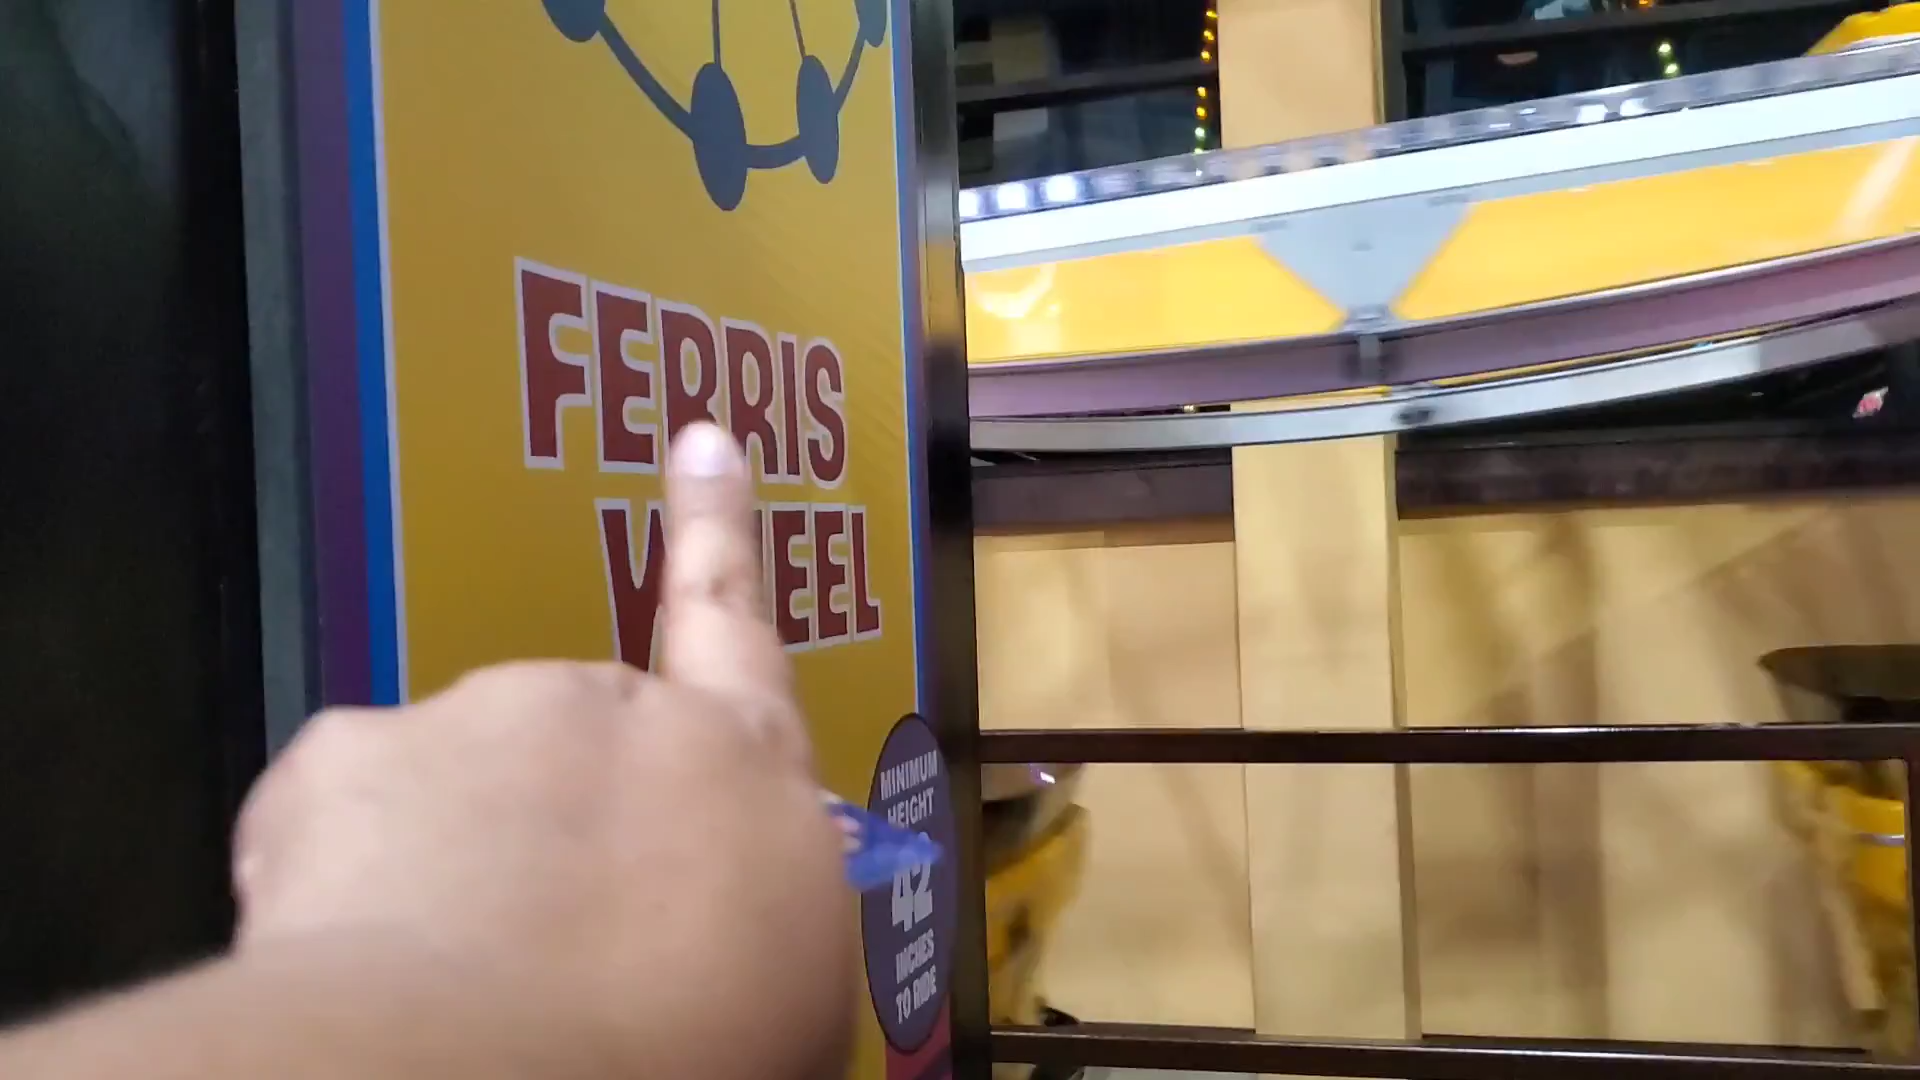 FERRIS
WHEEL
MINIMUM
HEIGHT
42
INCHES
TO RIDE